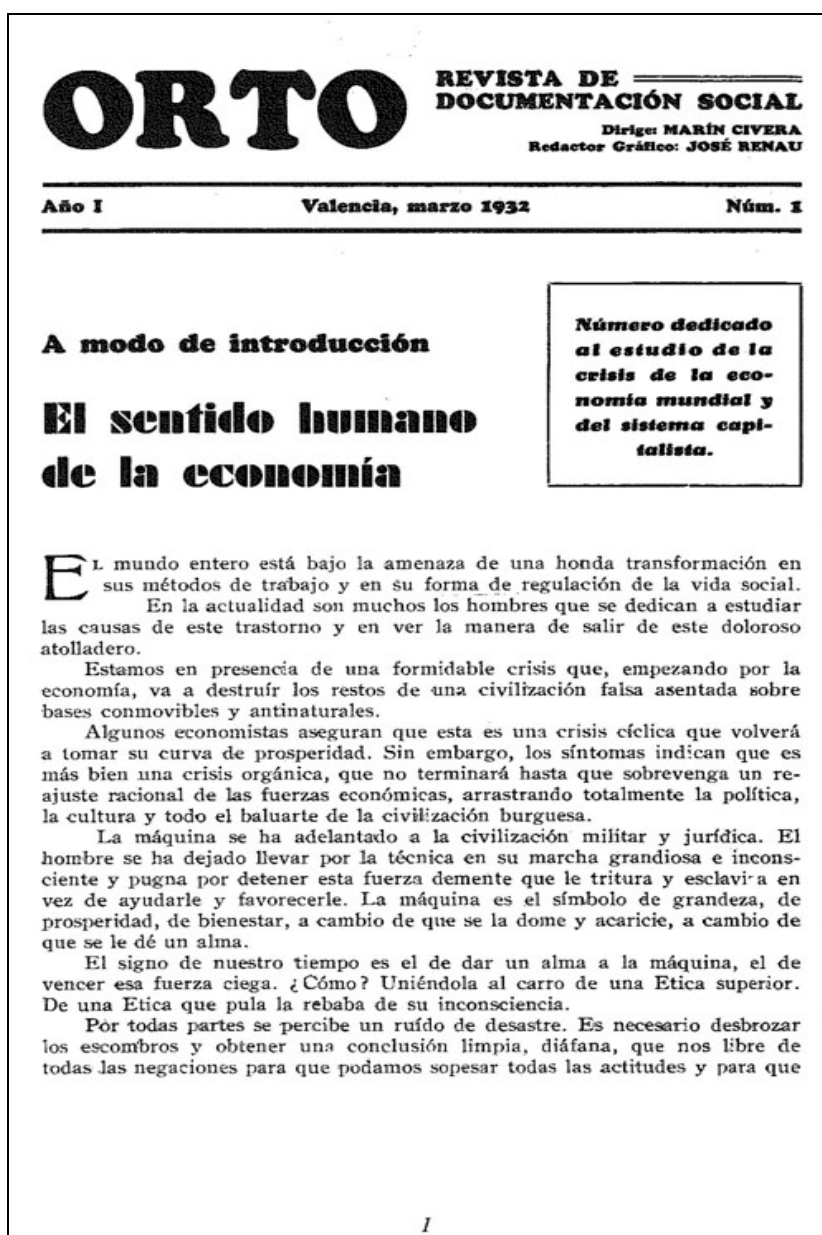 ORTO
REVISTA DE
DOCUMENTACIÓN SOCIAL
Dirige: MARÍN CIVERA
Redactor Gráfico: JOSÉ RENAU
Año I Valencia, marzo 1932 Núm. 1
A modo de introducción
El sentido humano
de la economía
Número dedicado
al estudio de la
crisis de la eco-
nomía mundial y
del sistema capi-
talista.
EL mundo entero está bajo la amenaza de una honda transformación en
sus métodos de trabajo y en su forma de regulación de la vida social.
En la actualidad son muchos los hombres que se dedican a estudiar
las causas de este trastorno y en ver la manera de salir de este doloroso
atolladero.
Estamos en presencia de una formidable crisis que, empezando por la
economía, va a destruír los restos de una civilización falsa asentada sobre
bases conmovibles y antinaturales.
Algunos economistas aseguran que esta es una crisis cíclica que volverá
a tomar su curva de prosperidad. Sin embargo, los síntomas indican que es
más bien una crisis orgánica, que no terminará hasta que sobrevenga un re-
ajuste racional de las fuerzas económicas, arrastrando totalmente la política,
la cultura y todo el baluarte de la civilización burguesa.
La máquina se ha adelantado a la civilización militar y jurídica. El
hombre se ha dejado llevar por la técnica en su marcha grandiosa e incons-
ciente y pugna por detener esta fuerza demente que le tritura y esclaviza en
vez de ayudarle y favorecerle. La máquina es el símbolo de grandeza, de
prosperidad, de bienestar, a cambio de que se la dome y acaricie, a cambio de
que se le dé un alma.
El signo de nuestro tiempo es el de dar un alma a la máquina, el de
vencer esa fuerza ciega. ¿Cómo? Uniéndola al carro de una Etica superior.
De una Etica que pula la rebaba de su inconsciencia.
Por todas partes se percibe un ruído de desastre. Es necesario desbrozar
los escombros y obtener una conclusión limpia, diáfana, que nos libre de
todas las negaciones para que podamos sopesar todas las actitudes y para que
1